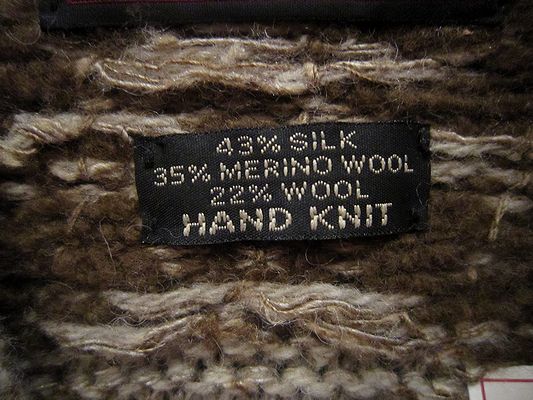 43% SILK
35% MERINO WOOL
22% WOOL
HAND KNIT